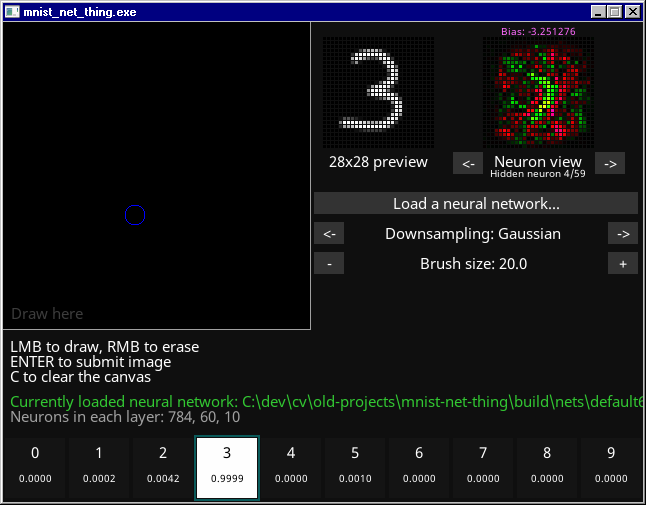 mnist_net_thing.exe
Bias: -3.251276
28x28 preview
<- Neuron view ->
Hidden neuron 4/59
Load a neural network...
<- Downsampling: Gaussian ->
- Brush size: 20.0 +
Draw here
LMB to draw, RMB to erase
ENTER to submit image
C to clear the canvas
Currently loaded neural network: C:\dev\cv\old-projects\mnist-net-thing\build\nets\default6
Neurons in each layer: 784, 60, 10
0 1 2 3 4 5 6 7 8 9
0.0000 0.0002 0.0042 0.9999 0.0000 0.0010 0.0000 0.0000 0.0000 0.0000